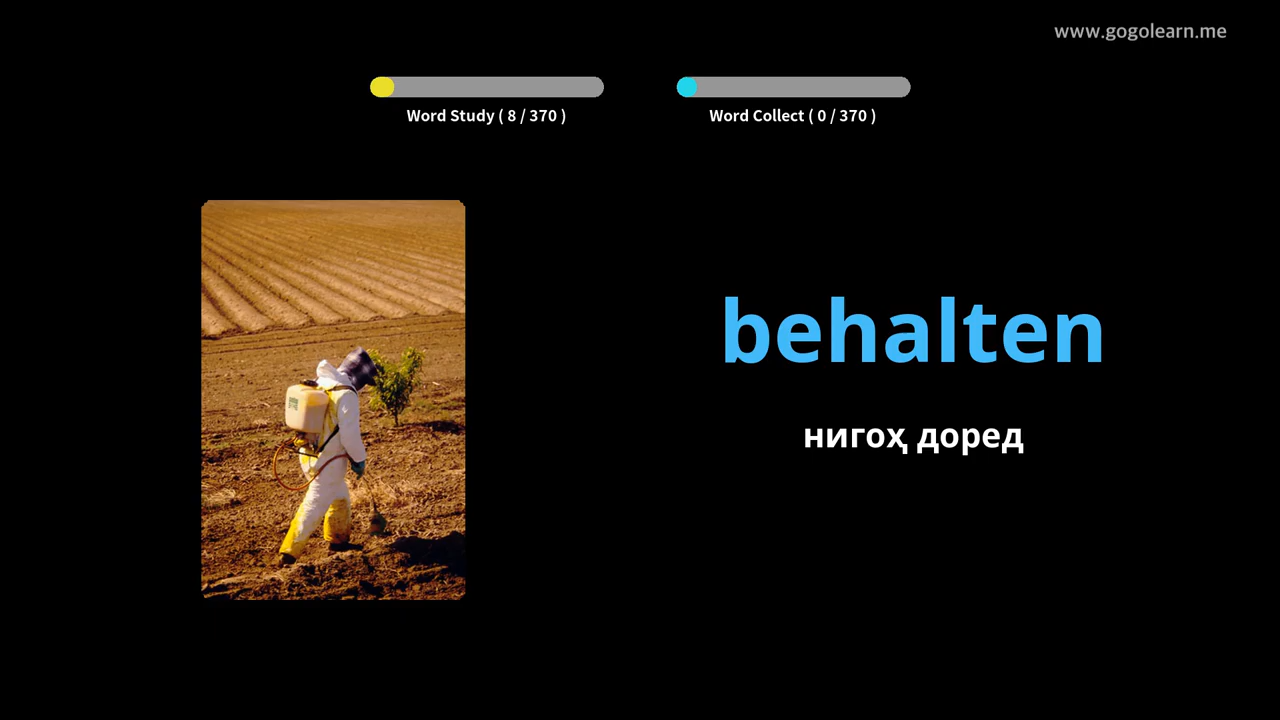 www.gogolearn.me
Word Study ( 8 / 370 )
Word Collect ( 0 / 370 )
behalten
нигоҳ доред